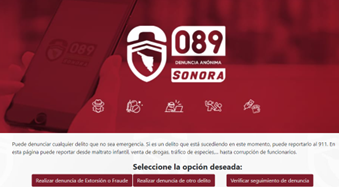 089
DENUNCIA ANÓNIMA
SONORA
Puede denunciar cualquier delito que no sea emergencia. Si es un delito que está sucediendo en este momento, puede reportarlo al 911. En
esta página puede reportar desde maltrato infantil, venta de drogas, tráfico de especies,... hasta corrupción de funcionarios.
Seleccione la opción deseada:
Realizar denuncia de Extorsión o Fraude
Realizar denuncia de otro delito
Verificar seguimiento de denuncia